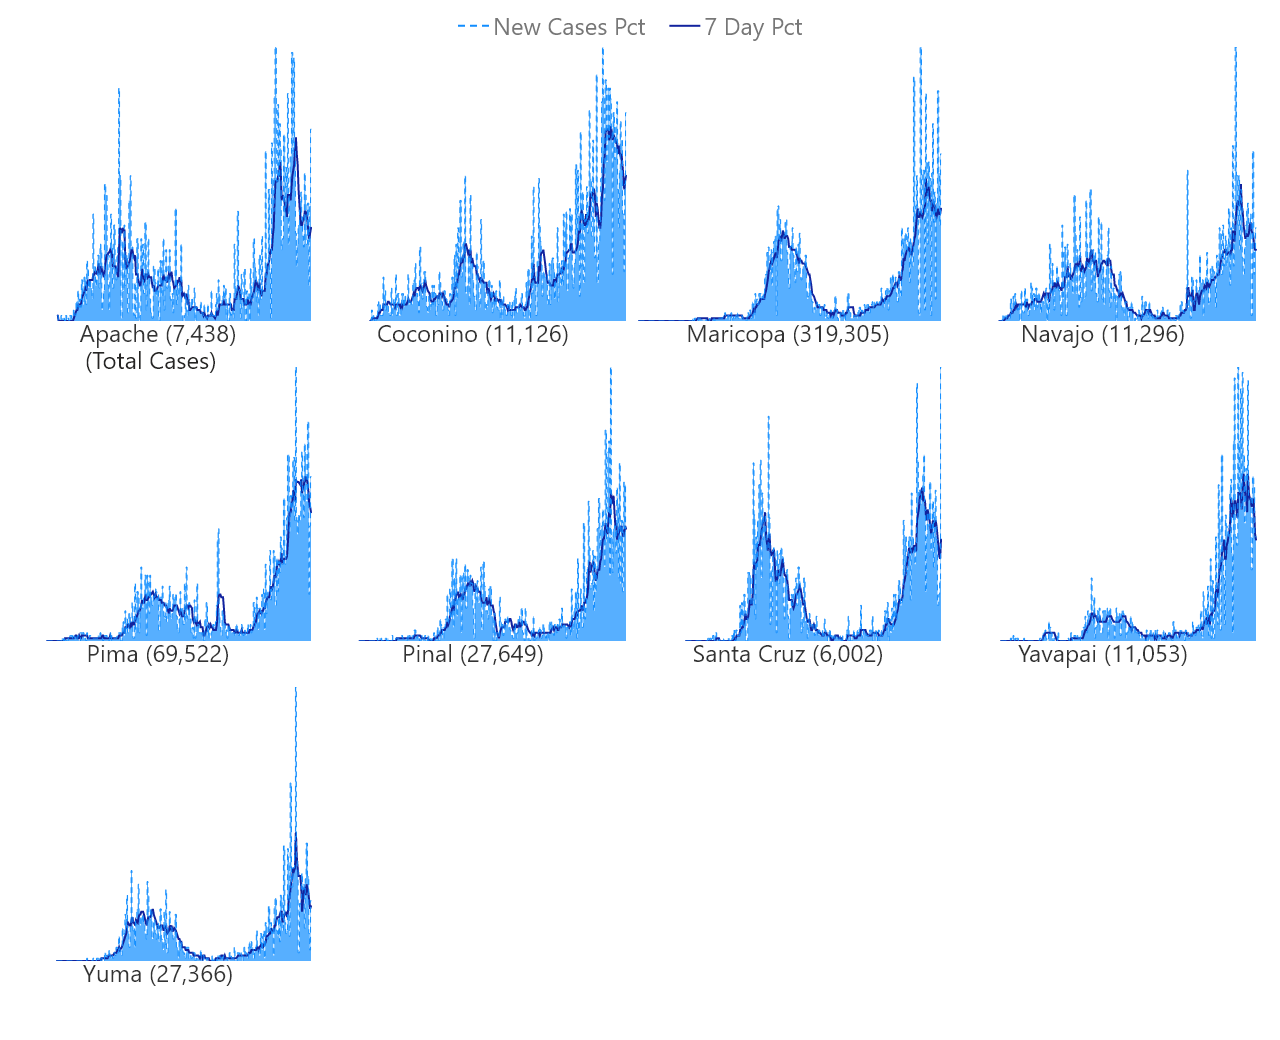 New Cases Pct 7 Day Pct
Apache (7,438) Coconino (11,126) Maricopa (319,305) Navajo (11,296)
(Total Cases)
Pima (69,522) Pinal (27,649) Santa Cruz (6,002) Yavapai (11,053)
Yuma (27,366)